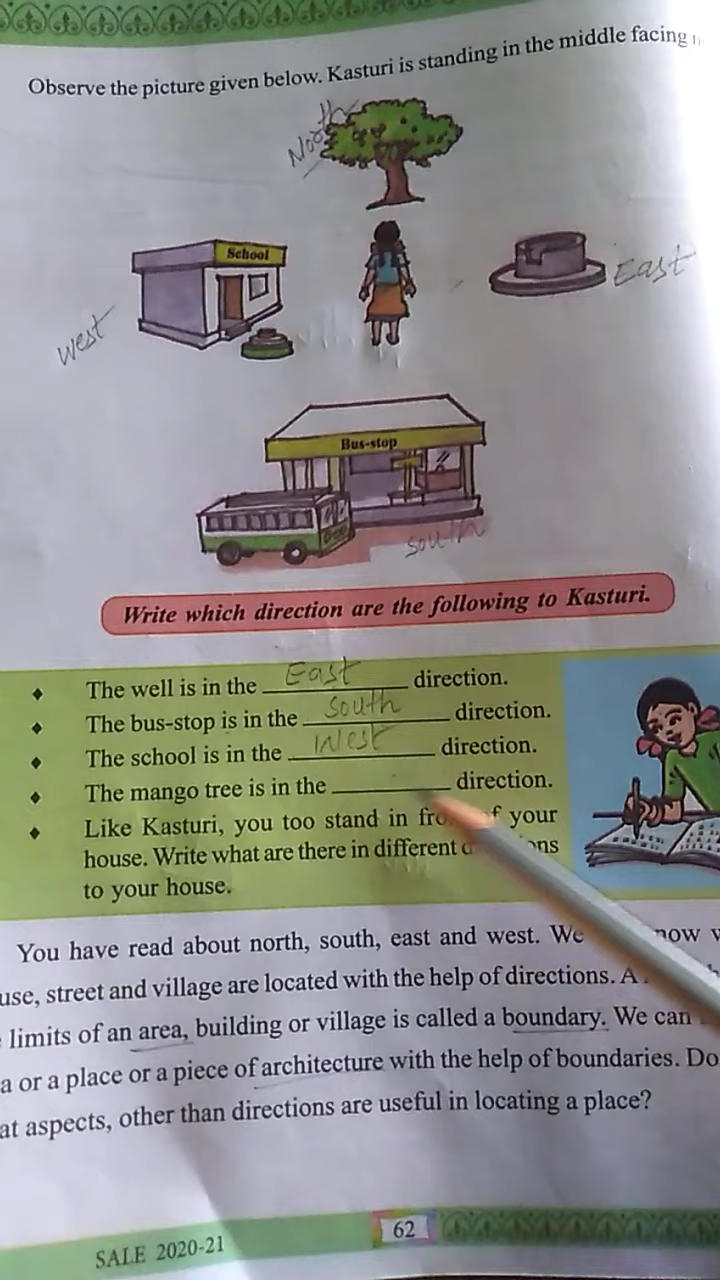 Observe the picture given below. Kasturi is standing in the middle facing
North
School
East
west
Bus-stop
south
Write which direction are the following to Kasturi.
The well is in the East direction.
The bus-stop is in the south direction.
The school is in the West direction.
The mango tree is in the ________ direction.
Like Kasturi, you too stand in of your
house. Write what are there in different
to your house.
You have read about north, south, east and west. We now
use, street and village are located with the help of directions. A
limits of an area, building or village is called a boundary. We can
a or a place or a piece of architecture with the help of boundaries. Do
at aspects, other than directions are useful in locating a place?
62
SALE 2020-21